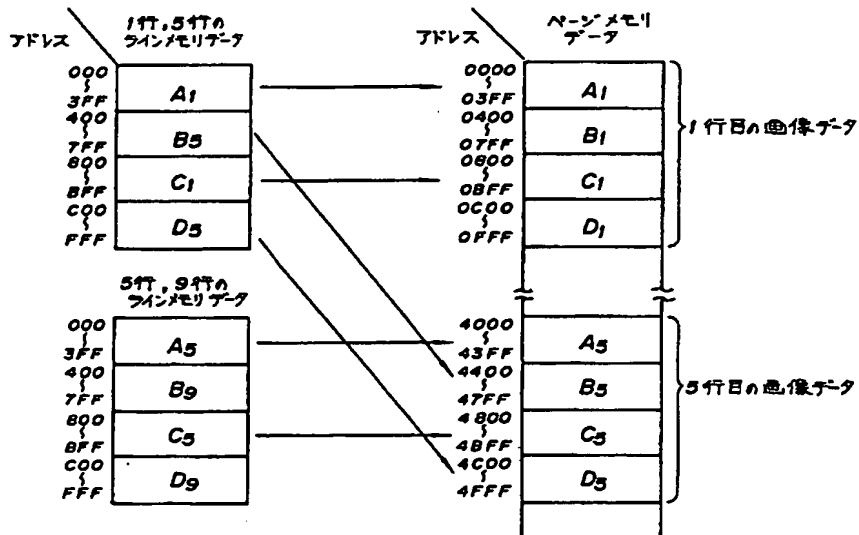 1行,5行の
ラインメモリデータ
アドレス
000
〜
3FF
A1
400
〜
7FF
B5
800
〜
BFF
C1
C00
〜
FFF
D5
5行,9行の
ラインメモリデータ
000
〜
3FF
A5
400
〜
7FF
B9
800
〜
BFF
C5
C00
〜
FFF
D9
ページメモリ
データ
アドレス
0000
〜
03FF
A1
0400
〜
07FF
B1
0800
〜
0BFF
C1
0C00
〜
0FFF
D1
1行目の画像データ
4000
〜
43FF
A5
4400
〜
47FF
B5
4800
〜
4BFF
C5
4C00
〜
4FFF
D5
5行目の画像データ